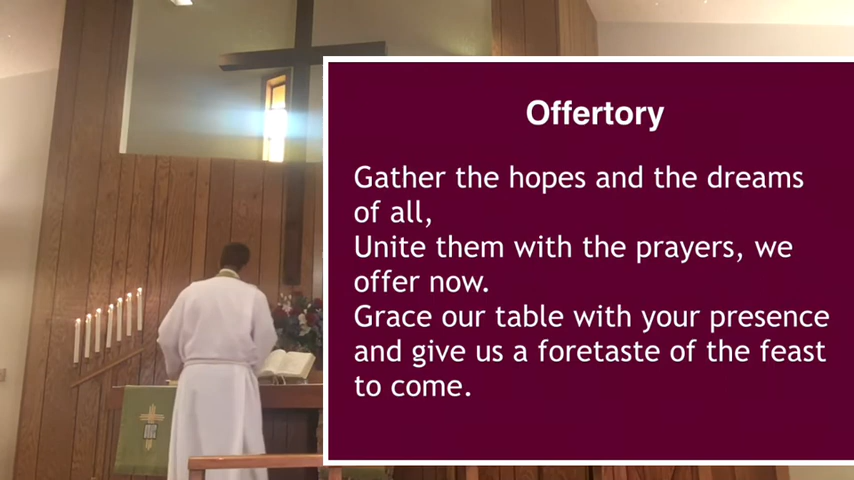 Offertory
Gather the hopes and the dreams
of all,
Unite them with the prayers, we
offer now.
Grace our table with your presence
and give us a foretaste of the feast
to come.